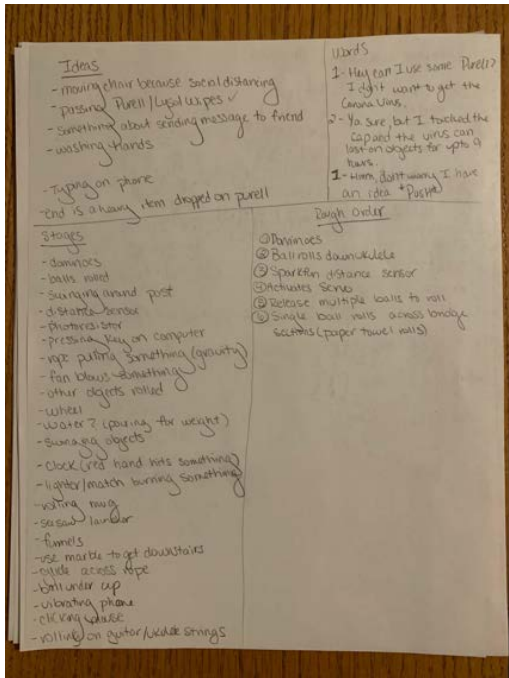 Ideas
- moving chair because social distancing
- passing Purell/Lysol wipes ✓
- something about sending message to friend
- washing hands
- Typing on phone
- end is a heavy item dropped on purell
Words
1 - Hey can I use some Purell?
I don't want to get the
Corona Virus.
2 - Ya sure, but I touched the
cap and the virus can
last on objects for upto 9
hours.
1 - Hmm, dont worry I have
an idea
Stages
- dominoes
- balls rolled
- swinging around post
- distance sensor
- photoresistor
- pressing key on computer
- rope pulling something (gravity)
- fan blows something
- other objects rolled
- wheel
- water? (pouring for weight)
- swinging objects
- clock (red hand hits something)
- lighter/match burning something
- rolling mug
- seasaw launcher
- funnels
- use marble to get downstairs
- across rope
- ball under cup
- vibrating phone
- clicking mouse
- rolling on guitar/ukulele strings
Rough order
① Dominoes
② Ball rolls down ukulele
③ Sparkfun distance sensor
④ Activates Servo
⑤ Release multiple balls to roll
⑥ Single ball rolls across bridge
sections (paper towel rolls)